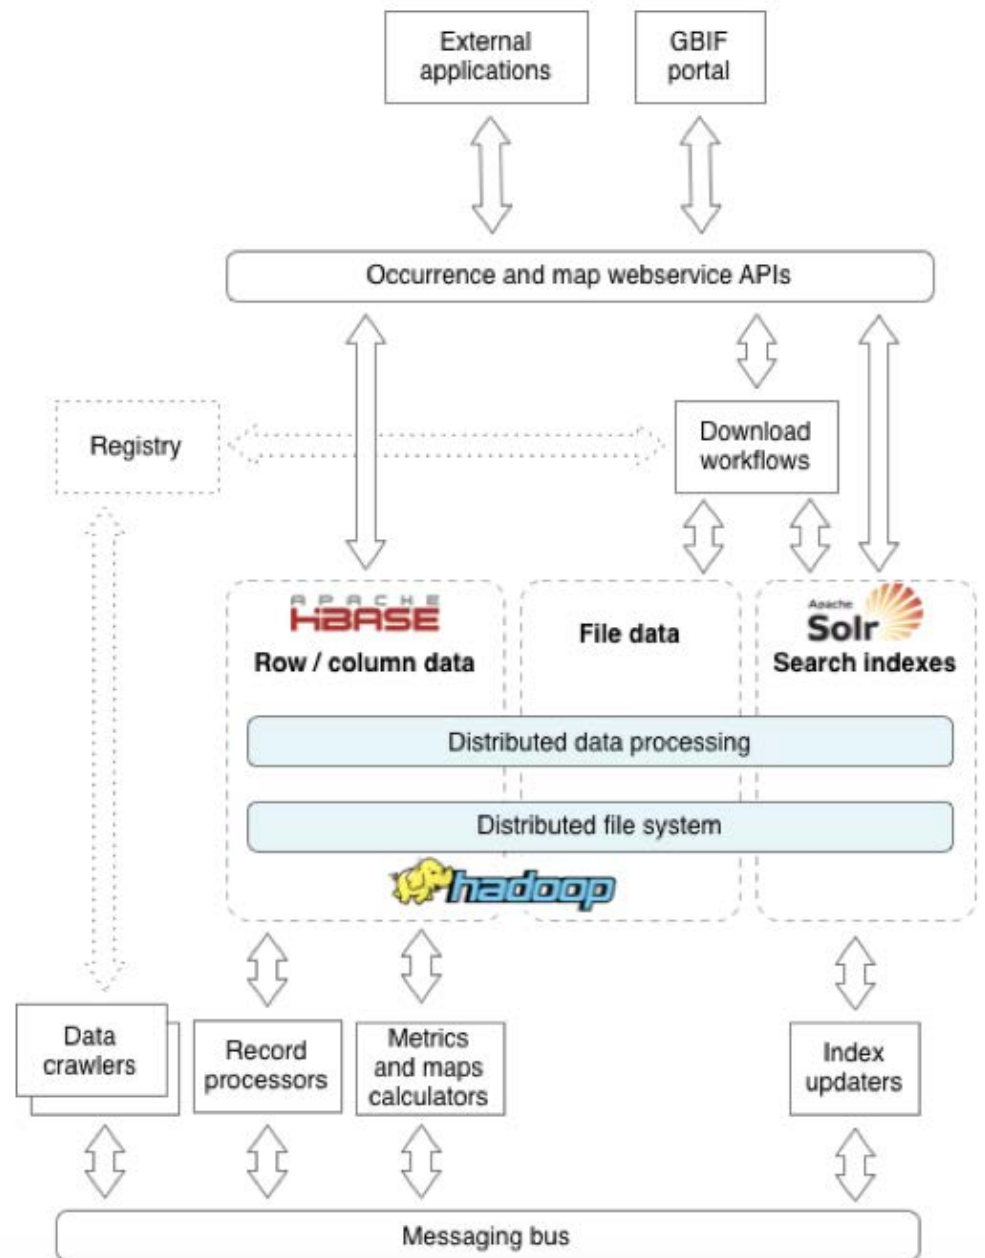 External
applications
GBIF
portal
Occurrence and map webservice APIs
Registry
Download
workflows
APACHE
HBASE
Row / column data
File data
Apache
Solr
Search indexes
Distributed data processing
Distributed file system
hadoop
Data
crawlers
Record
processors
Metrics
and maps
calculators
Index
updaters
Messaging bus